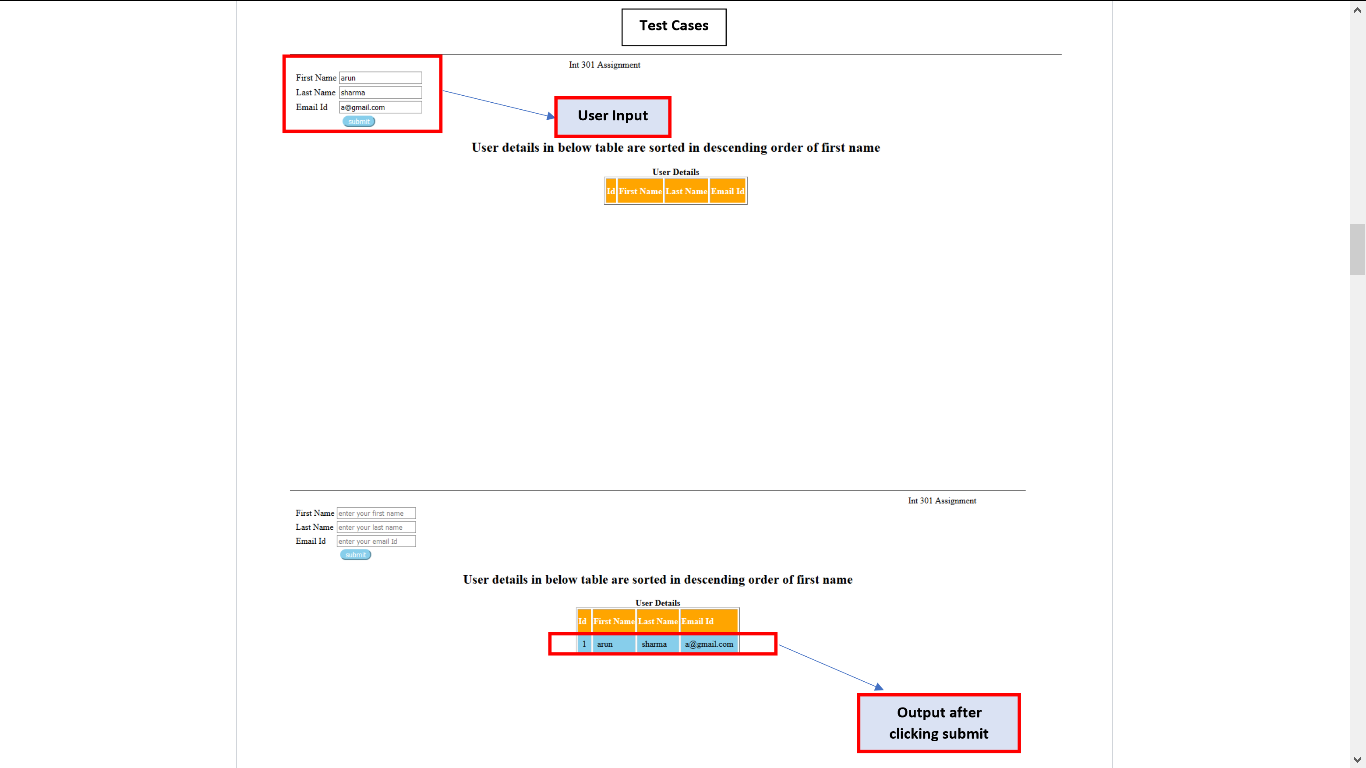 Test Cases
Int 301 Assignment
First Name arun
Last Name sharma
Email Id a@gmail.com
submit
User Input
User details in below table are sorted in descending order of first name
User Details
Id First Name Last Name Email Id
Int 301 Assignment
First Name enter your first name
Last Name enter your last name
Email Id enter your email Id
submit
User details in below table are sorted in descending order of first name
User Details
Id First Name Last Name Email Id
1 arun sharma a@gmail.com
Output after
clicking submit